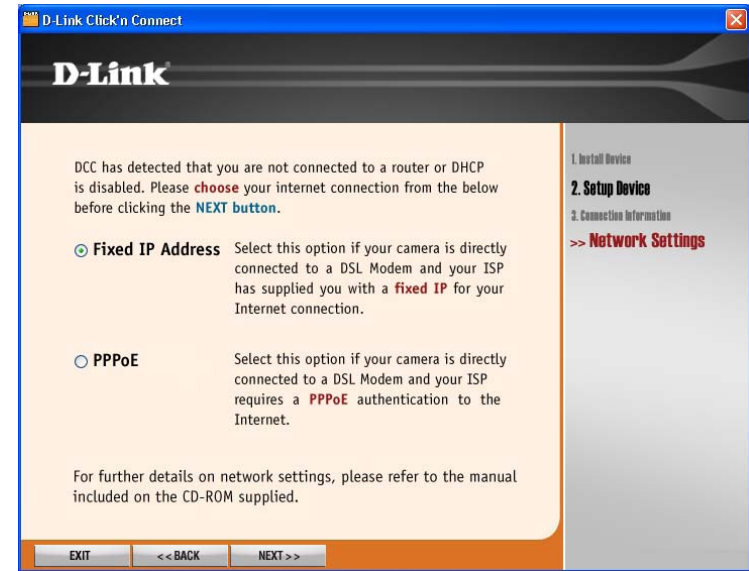 D-Link Click'n Connect
D-Link
DCC has detected that you are not connected to a router or DHCP
is disabled. Please choose your internet connection from the below
before clicking the NEXT button.
Fixed IP Address
Select this option if your camera is directly
connected to a DSL Modem and your ISP
has supplied you with a fixed IP for your
Internet connection.
PPPoE
Select this option if your camera is directly
connected to a DSL Modem and your ISP
requires a PPPoE authentication to the
Internet.
For further details on network settings, please refer to the manual
included on the CD-ROM supplied.
1. Install Device
2. Setup Device
3. Connection Information
>> Network Settings
EXIT
<< BACK
NEXT >>